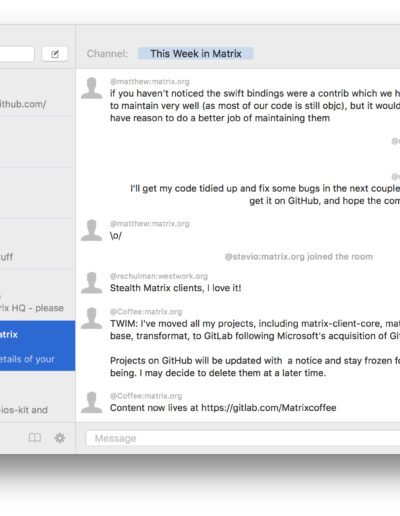 Channel: This Week in Matrix
ithub.com/
tuff
s
rix HQ - please
atrix
etails of your
-ios-kit and
@matthew:matrix.org
if you haven't noticed the swift bindings were a contrib which we h
to maintain very well (as most of our code is still objc), but it would
have reason to do a better job of maintaining them
I'll get my code tidied up and fix some bugs in the next couple
get it on GitHub, and hope the com
@matthew:matrix.org
\o/
@stevio:matrix.org joined the room
@rschulman:westwork.org
Stealth Matrix clients, I love it!
@Coffee:matrix.org
TWIM: I've moved all my projects, including matrix-client-core, mat
base, transformat, to GitLab following Microsoft's acquisition of Git
Projects on GitHub will be updated with a notice and stay frozen fo
being. I may decide to delete them at a later time.
@Coffee:matrix.org
Content now lives at https://gitlab.com/Matrixcoffee
Message